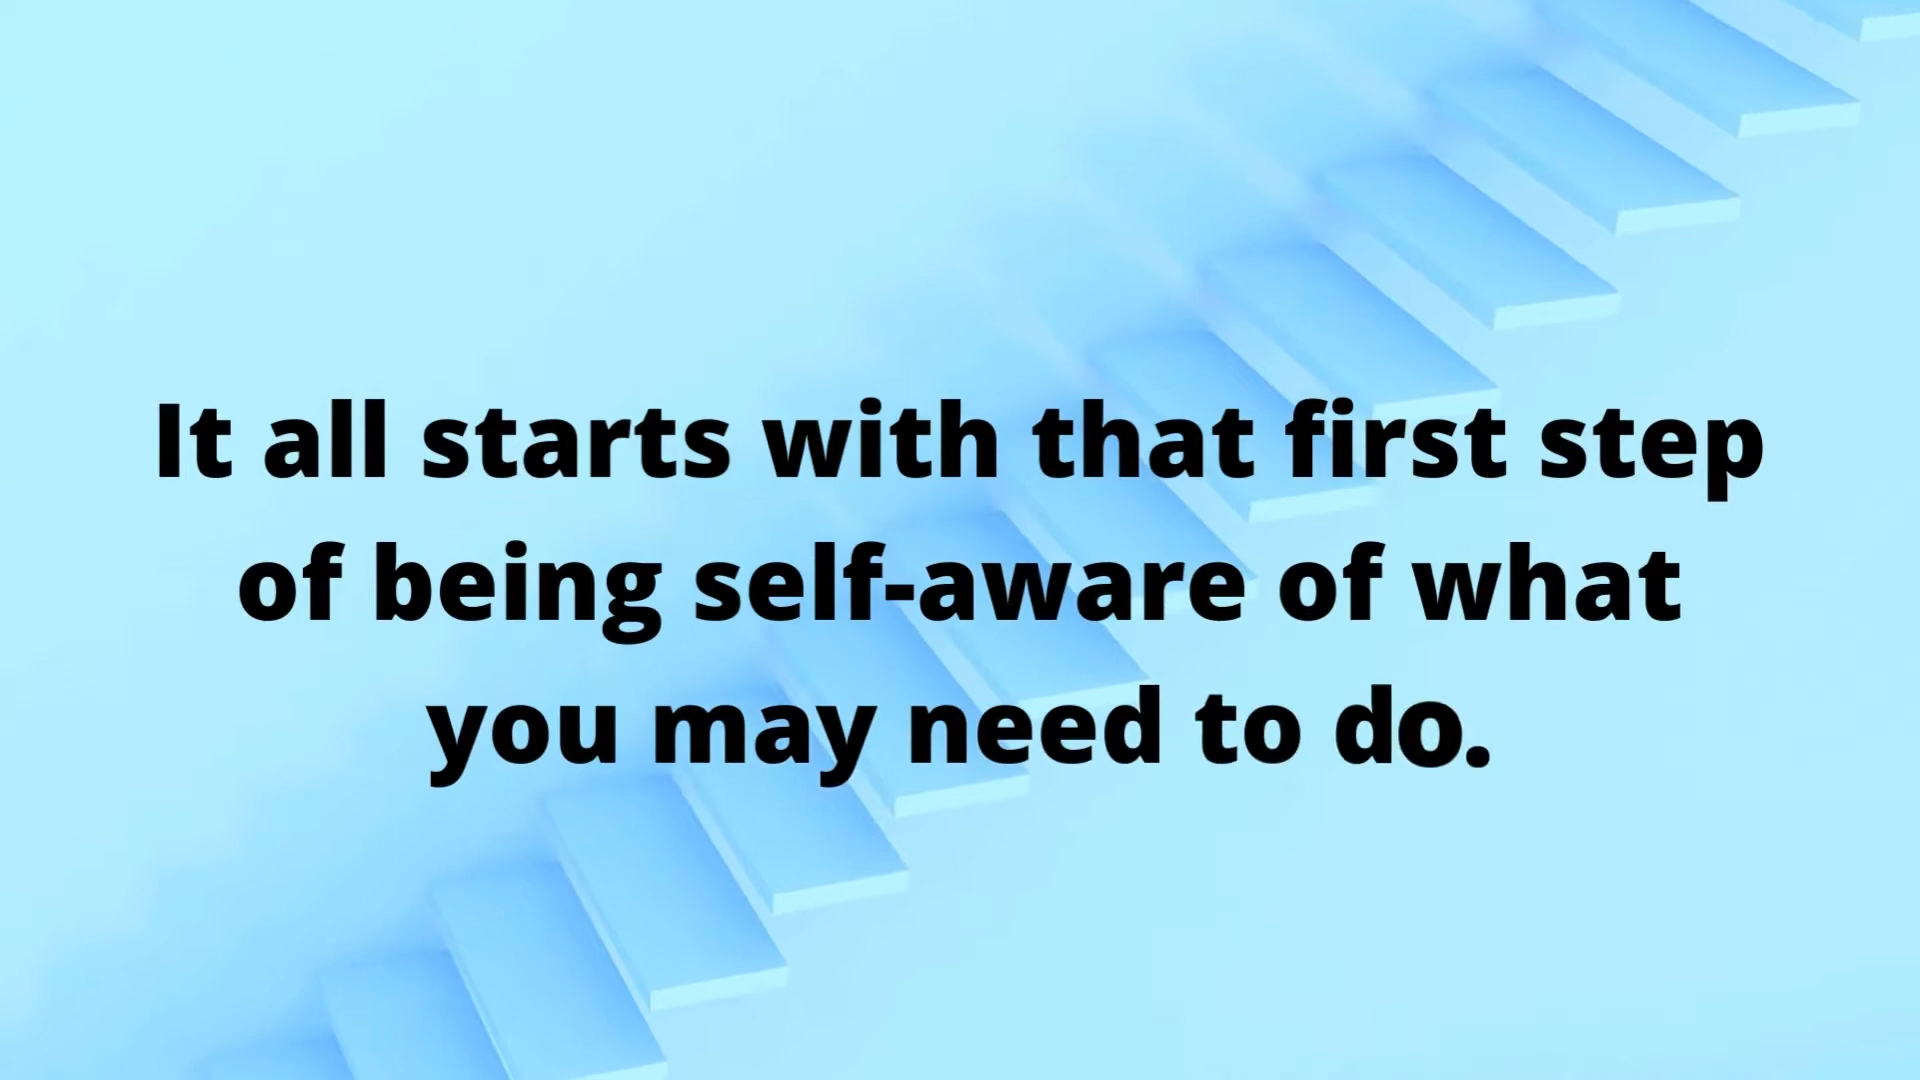 It all starts with that first step
of being self-aware of what
you may need to do.